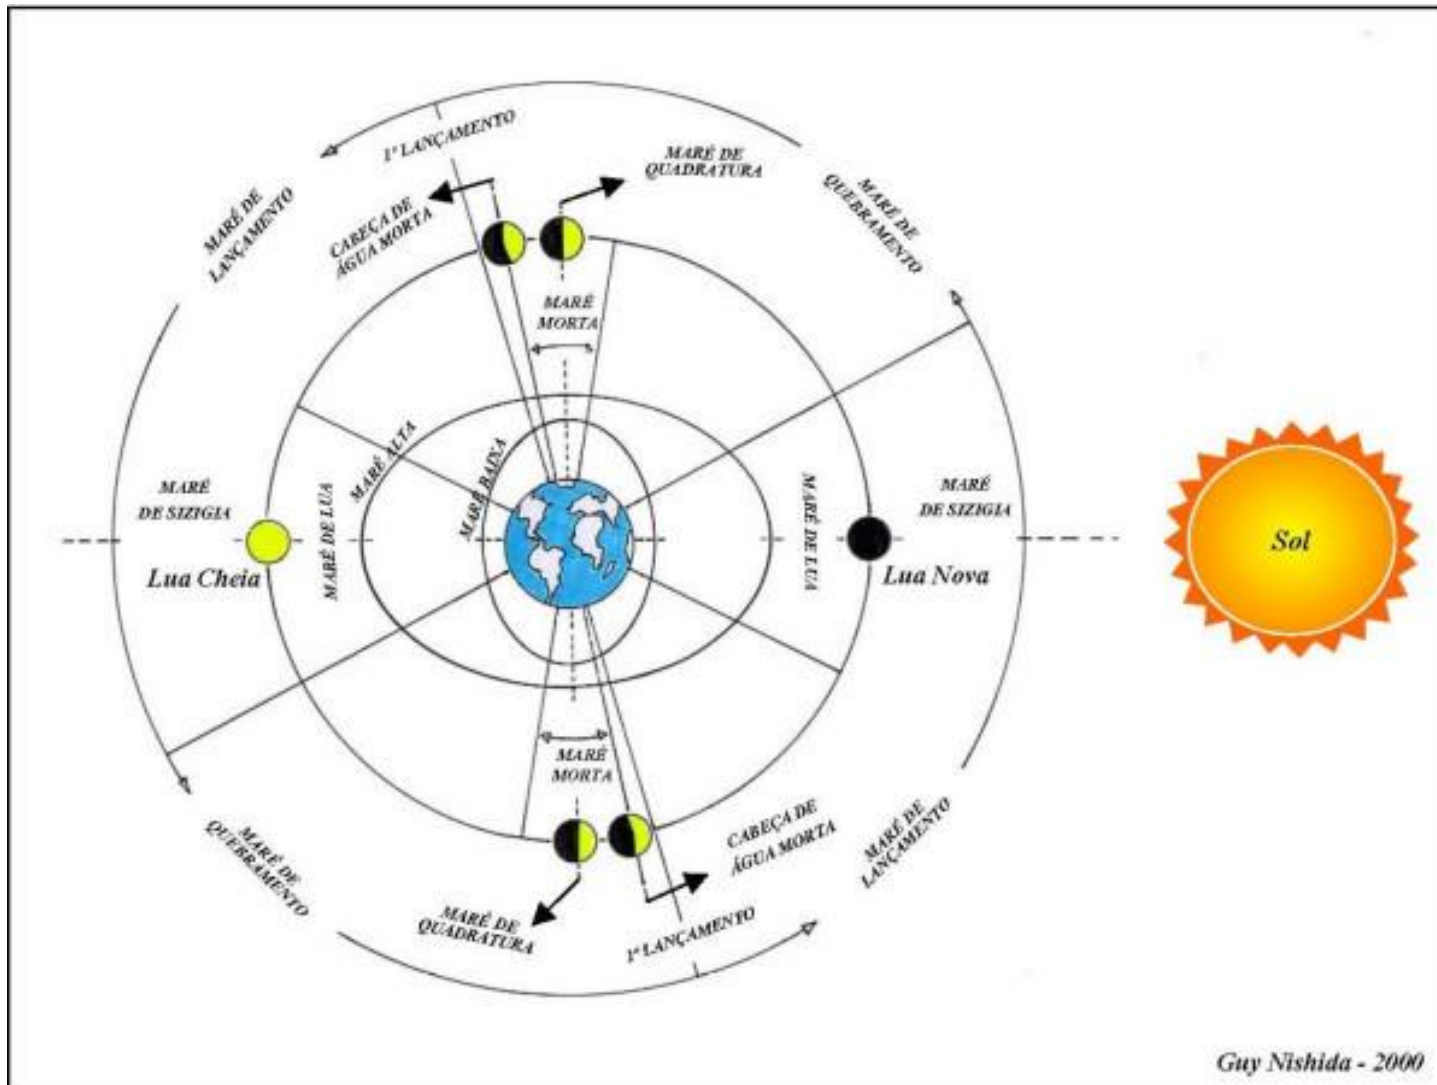 1ª LANÇAMENTO
MARÉ DE
QUADRATURA
MARÉ DE
QUEBRAMENTO
MARÉ DE
LANÇAMENTO
CABEÇA DE
ÁGUA MORTA
MARÉ
MORTA
MARÉ ALTA
MARÉ BAIXA
MARÉ
DE SIZIGIA
MARÉ DE LUA
Lua Cheia
MARÉ DE LUA
MARÉ
DE SIZIGIA
Lua Nova
Sol
MARÉ
MORTA
MARÉ DE
QUEBRAMENTO
MARÉ DE
QUADRATURA
CABEÇA DE
ÁGUA MORTA
MARÉ DE
LANÇAMENTO
1ª LANÇAMENTO
Guy Nishida - 2000